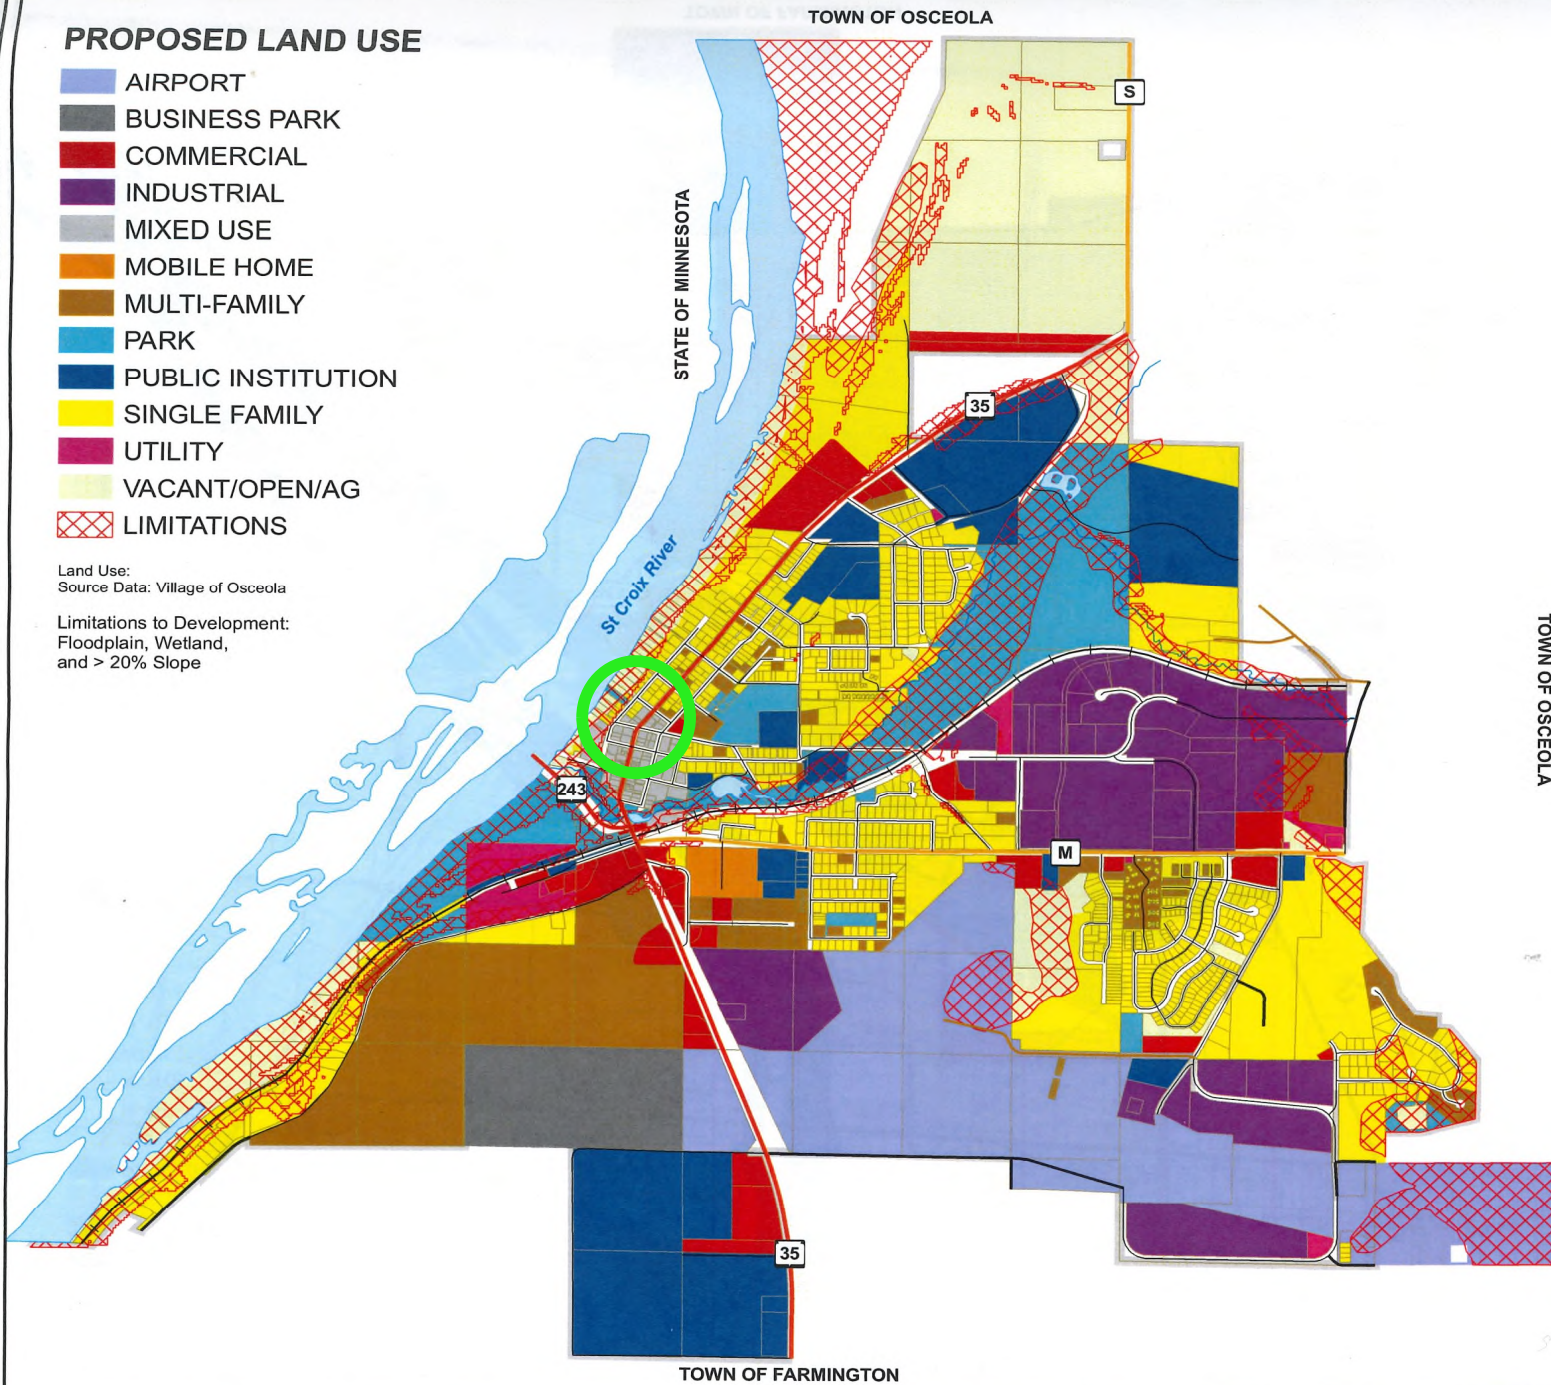 TOWN OF OSCEOLA
PROPOSED LAND USE
AIRPORT
BUSINESS PARK
COMMERCIAL
INDUSTRIAL
MIXED USE
MOBILE HOME
MULTI-FAMILY
PARK
PUBLIC INSTITUTION
SINGLE FAMILY
UTILITY
VACANT/OPEN/AG
LIMITATIONS
Land Use:
Source Data: Village of Osceola
Limitations to Development:
Floodplain, Wetland,
and > 20% Slope
STATE OF MINNESOTA
St Croix River
S
35
243
M
35
TOWN OF OSCEOLA
TOWN OF FARMINGTON